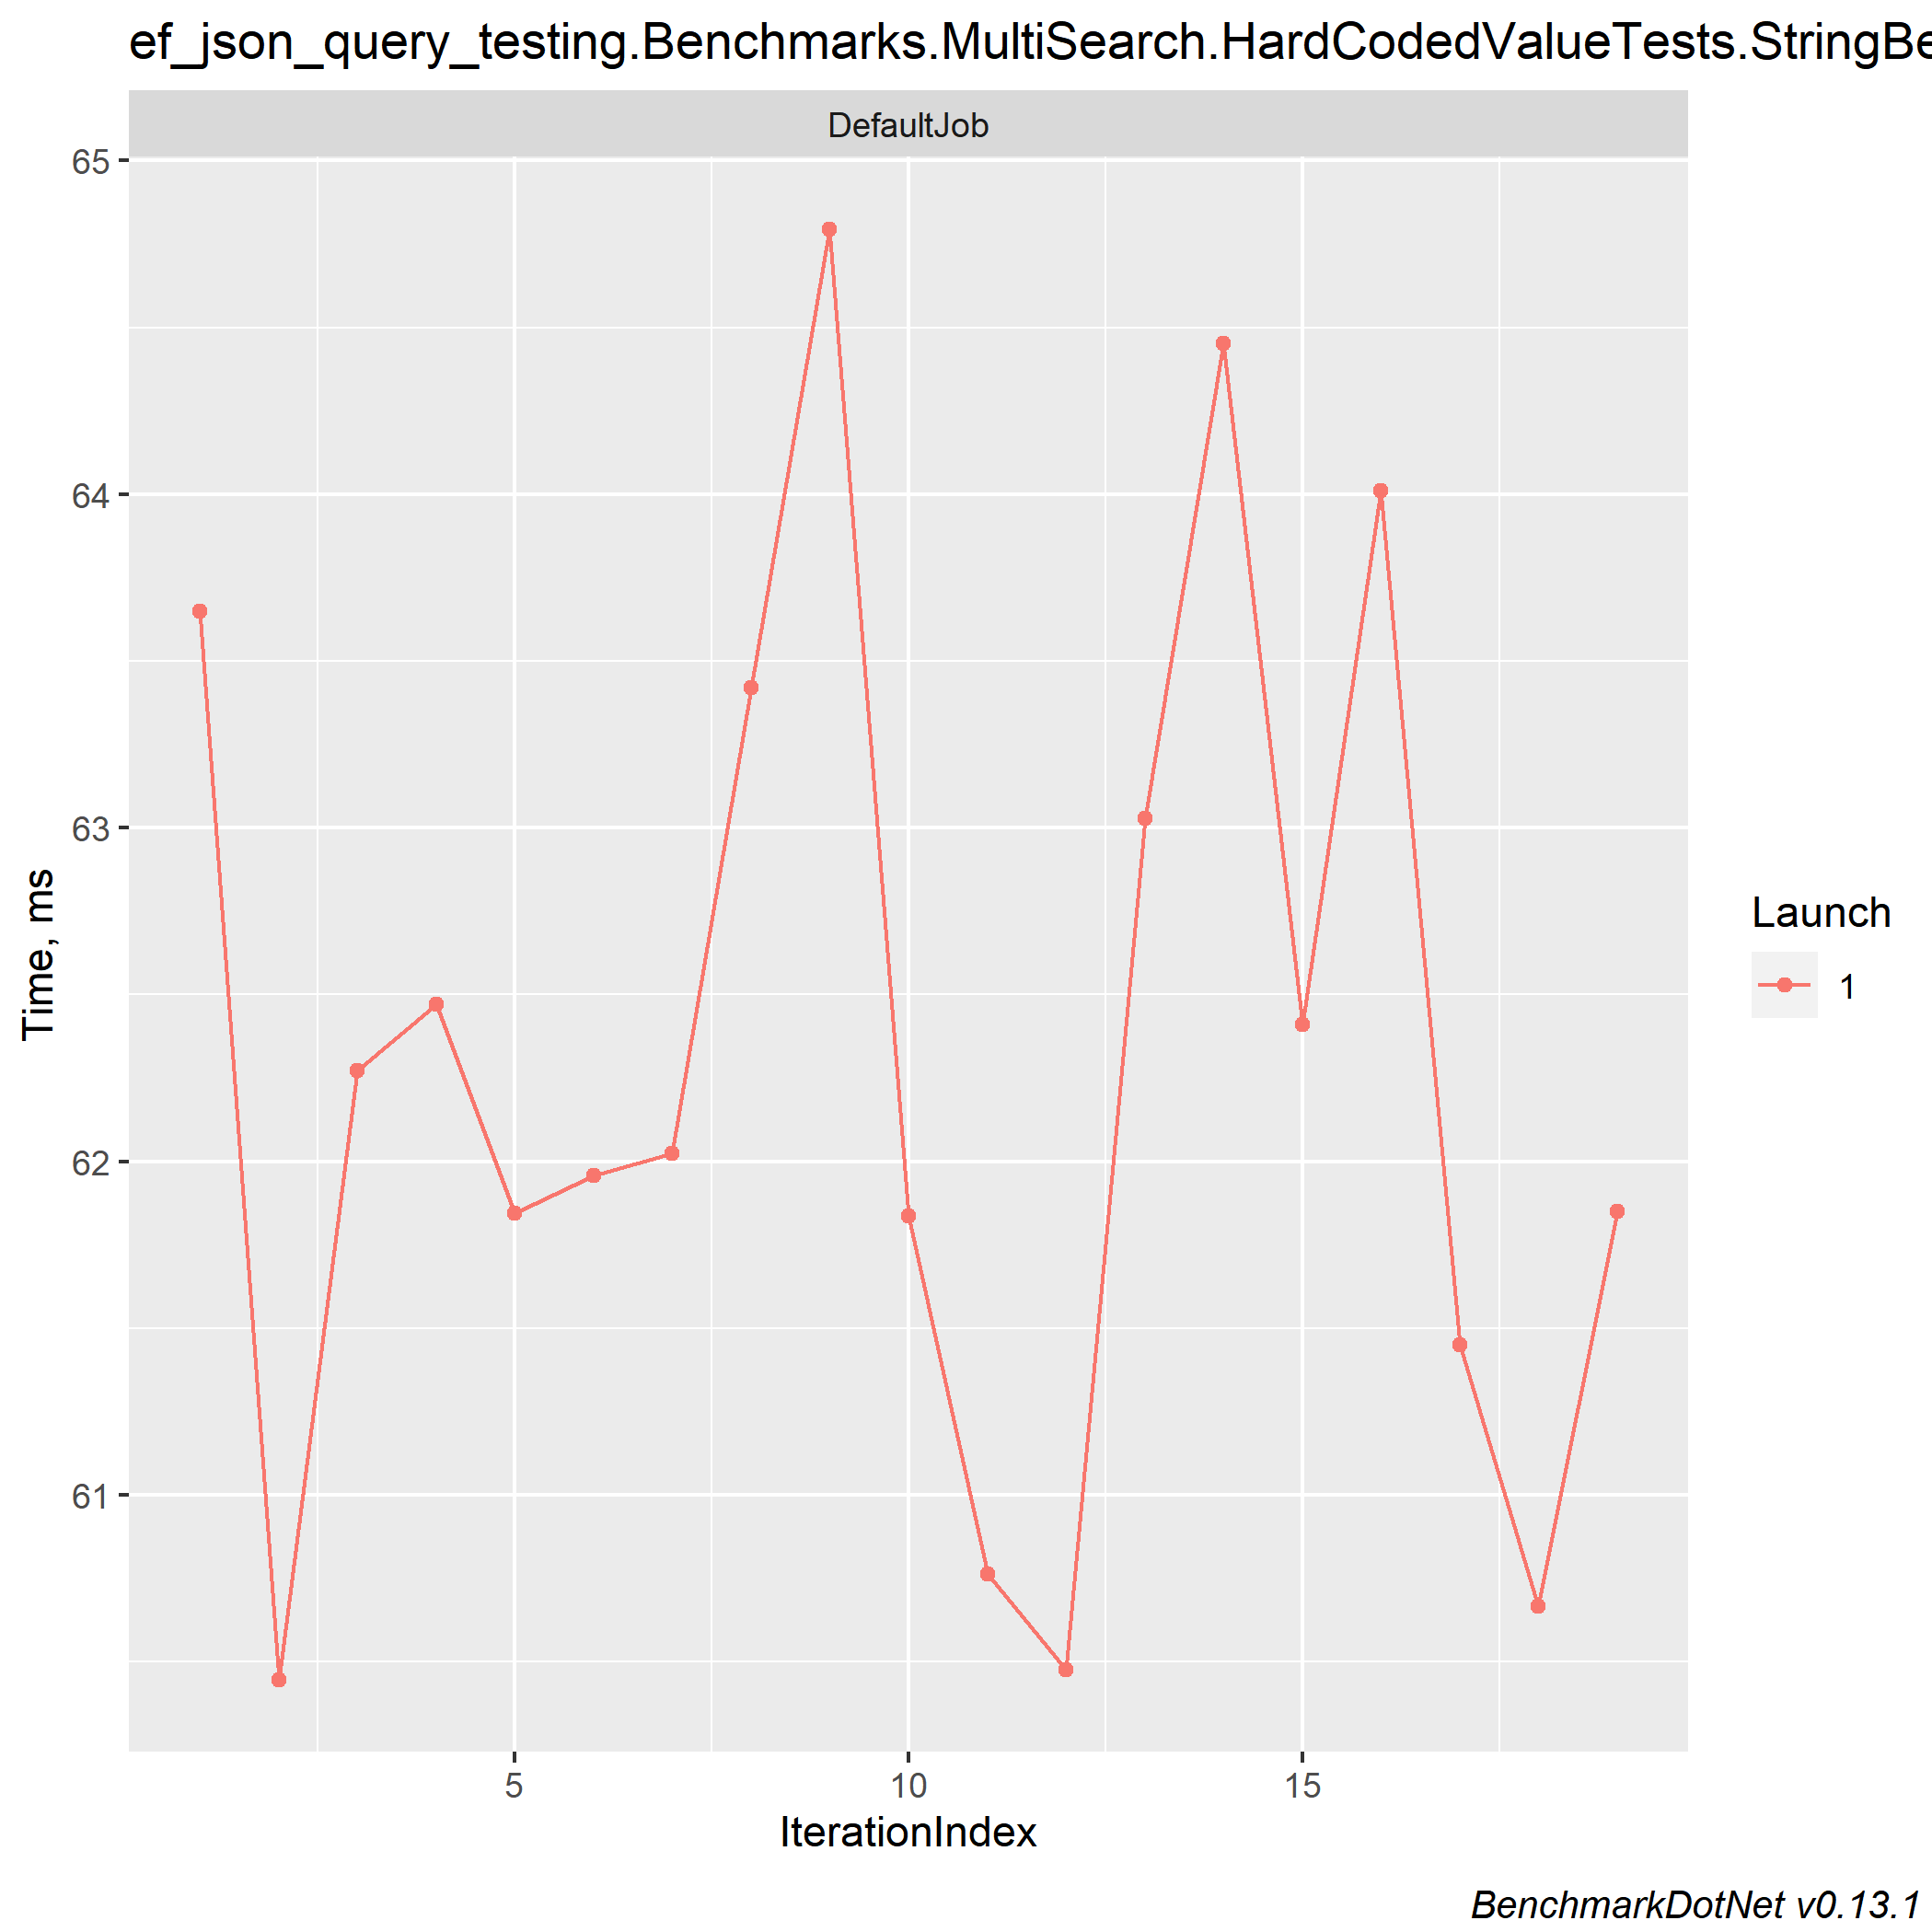 ef_json_query_testing.Benchmarks.MultiSearch.HardCodedValueTests.StringBe
DefaultJob
65
64
63
62
61
Time, ms
5 10 15
IterationIndex
Launch
1
BenchmarkDotNet v0.13.1